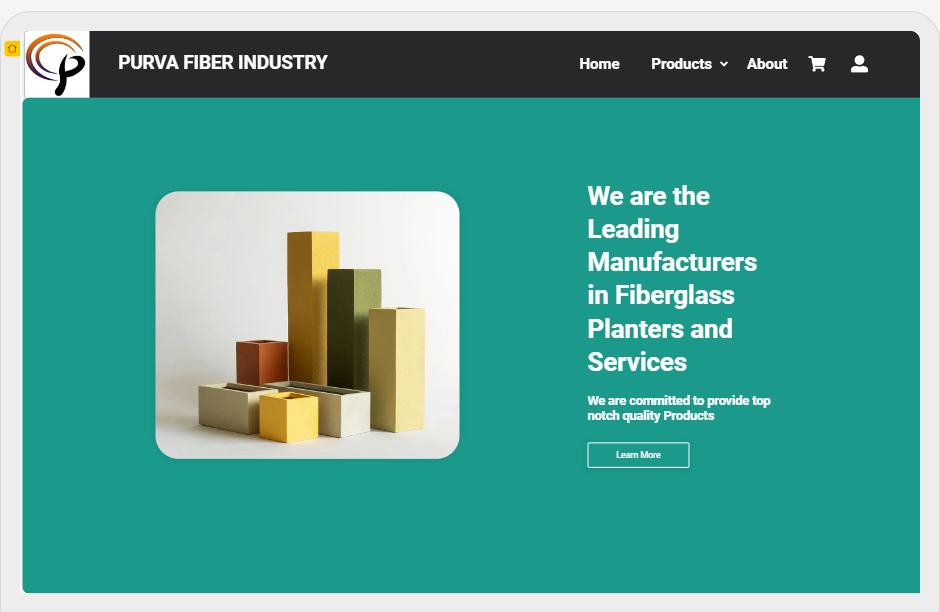 PURVA FIBER INDUSTRY
Home Products About
We are the
Leading
Manufacturers
in Fiberglass
Planters and
Services
We are committed to provide top
notch quality Products
Learn More